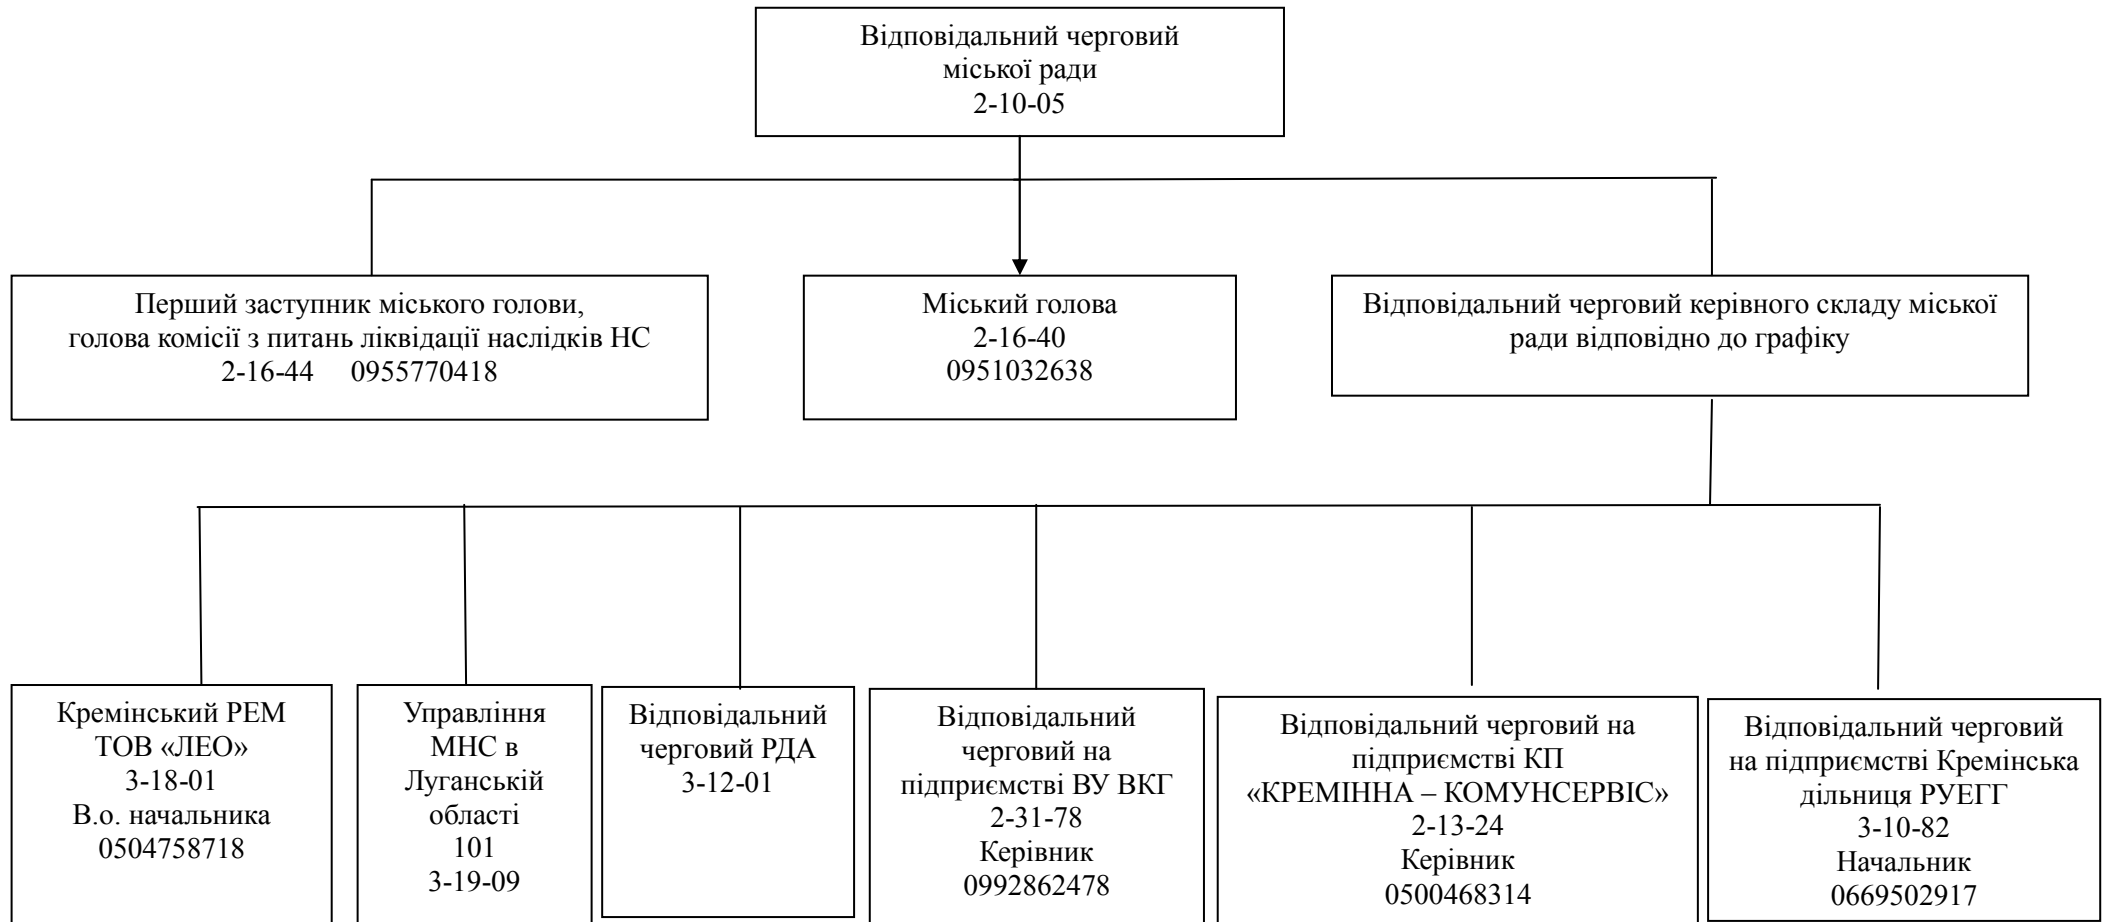 Відповідальний черговий
міської ради
2-10-05
Перший заступник міського голови,
голова комісії з питань ліквідації наслідків НС
2-16-44 0955770418
Міський голова
2-16-40
0951032638
Відповідальний черговий керівного складу міської
ради відповідно до графіку
Кремінський РЕМ
ТОВ «ЛЕО»
3-18-01
В.о. начальника
0504758718
Управління
МНС в
Луганській
області
101
3-19-09
Відповідальний
черговий РДА
3-12-01
Відповідальний
черговий на
підприємстві ВУ ВКГ
2-31-78
Керівник
0992862478
Відповідальний черговий на
підприємстві КП
«КРЕМІННА – КОМУНСЕРВІС»
2-13-24
Керівник
0500468314
Відповідальний черговий
на підприємстві Кремінська
дільниця РУЕГГ
3-10-82
Начальник
0669502917